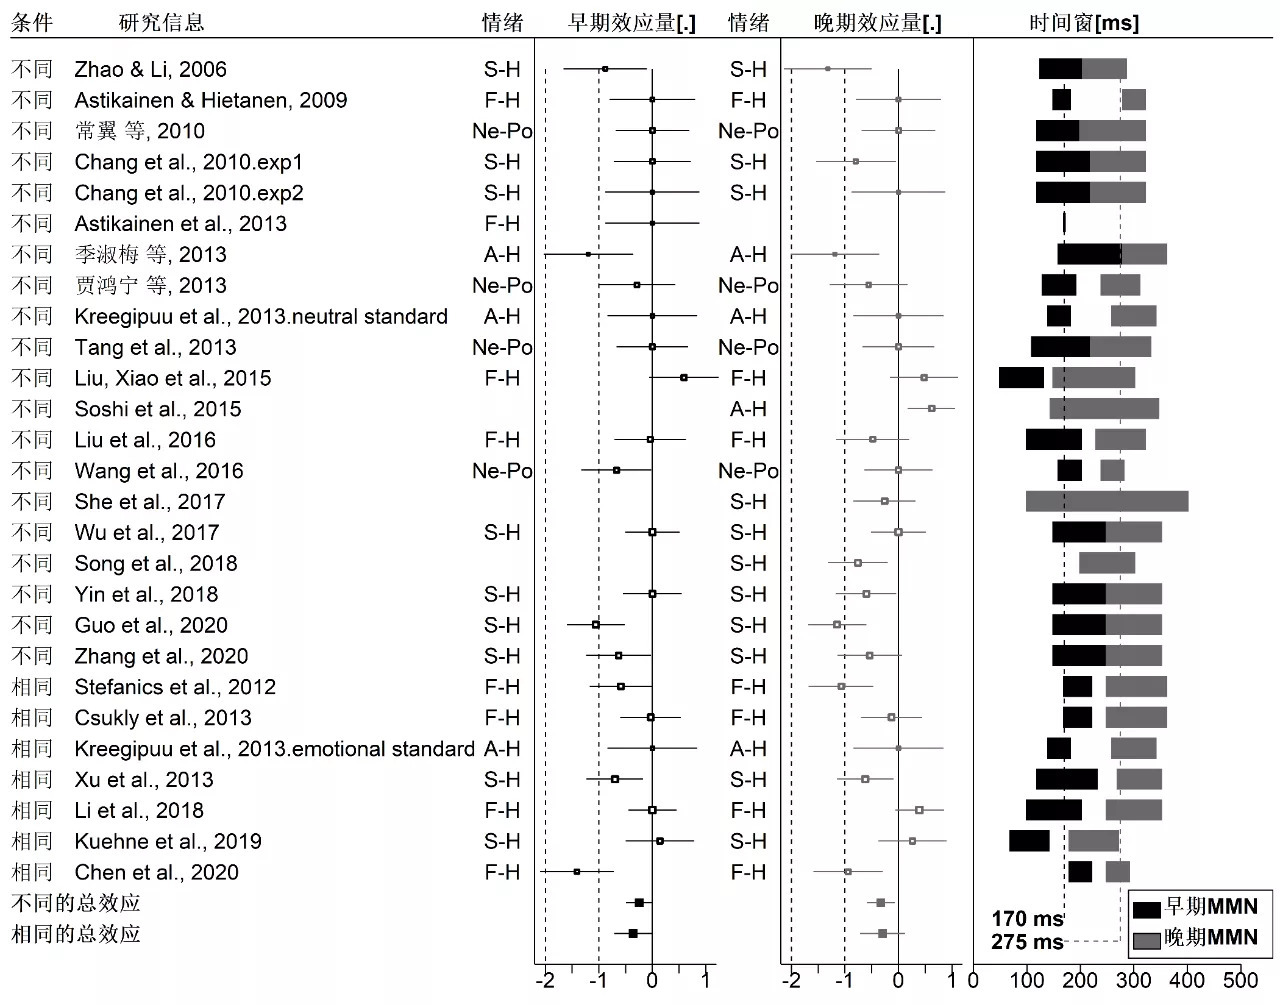 条件 研究信息 情绪 早期效应量[.] 情绪 晚期效应量[.] 时间窗[ms]
不同 Zhao & Li, 2006 S-H S-H
不同 Astikainen & Hietanen, 2009 F-H F-H
不同 常翼 等, 2010 Ne-Po Ne-Po
不同 Chang et al., 2010.exp1 S-H S-H
不同 Chang et al., 2010.exp2 S-H S-H
不同 Astikainen et al., 2013 F-H
不同 季淑梅 等, 2013 A-H A-H
不同 贾鸿宁 等, 2013 Ne-Po Ne-Po
不同 Kreegipuu et al., 2013.neutral standard A-H A-H
不同 Tang et al., 2013 Ne-Po Ne-Po
不同 Liu, Xiao et al., 2015 F-H F-H
不同 Soshi et al., 2015 A-H
不同 Liu et al., 2016 F-H F-H
不同 Wang et al., 2016 Ne-Po Ne-Po
不同 She et al., 2017 S-H
不同 Wu et al., 2017 S-H S-H
不同 Song et al., 2018 S-H
不同 Yin et al., 2018 S-H S-H
不同 Guo et al., 2020 S-H S-H
不同 Zhang et al., 2020 S-H S-H
相同 Stefanics et al., 2012 F-H F-H
相同 Csukly et al., 2013 F-H F-H
相同 Kreegipuu et al., 2013.emotional standard A-H A-H
相同 Xu et al., 2013 S-H S-H
相同 Li et al., 2018 F-H F-H
相同 Kuehne et al., 2019 S-H S-H
相同 Chen et al., 2020 F-H F-H
不同的总效应 170 ms 早期MMN
相同的总效应 275 ms 晚期MMN
-2 -1 0 1 -2 -1 0 1 0 100 200 300 400 500